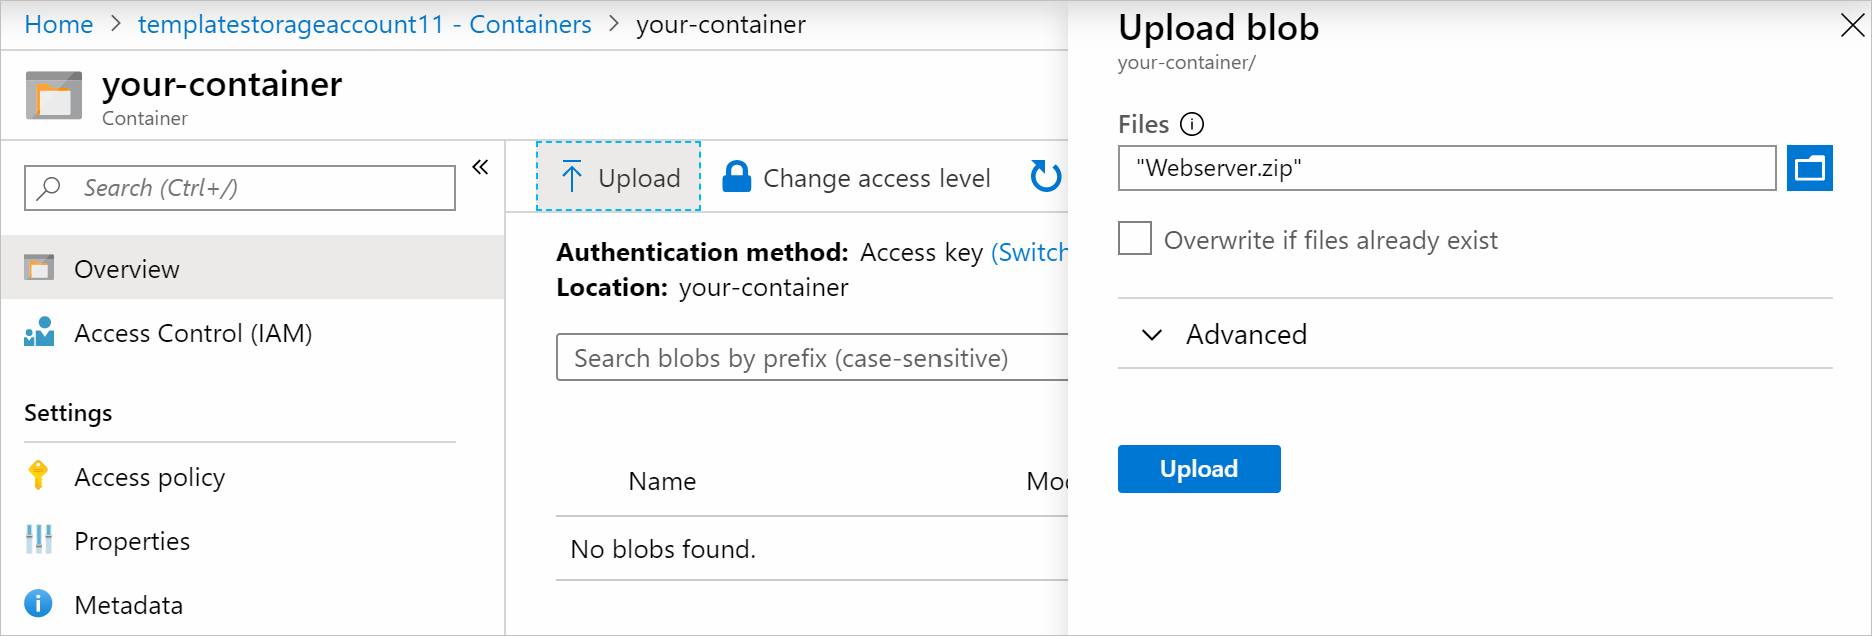 Home > templatestorageaccount11 - Containers > your-container
your-container
Container
Search (Ctrl+/)
Overview
Access Control (IAM)
Settings
Access policy
Properties
Metadata
Upload
Change access level
Authentication method: Access key (Switch
Location: your-container
Search blobs by prefix (case-sensitive)
Name
No blobs found.
Upload blob
your-container/
Files
"Webserver.zip"
Overwrite if files already exist
Advanced
Upload